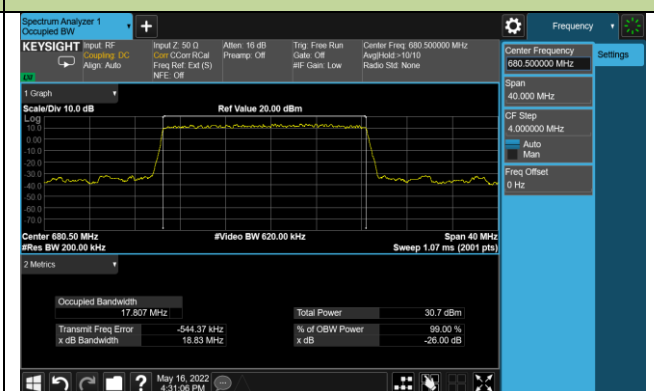 Spectrum Analyzer 1
Occupied BW
Frequency
KEYSIGHT
Input: RF
Coupling: DC
Align: Auto
Input Z: 50 Ω
Corr CCorr RCal
Freq Ref: Ext (S)
NFE: Off
Atten: 16 dB
Preamp: Off
Trig: Free Run
Gate: Off
#IF Gain: Low
Center Freq: 680.500000 MHz
Avg|Hold:>10/10
Radio Std: None
LW
Center Frequency
680.500000 MHz
Settings
Span
40.000 MHz
CF Step
4.000000 MHz
Auto
Man
Freq Offset
0 Hz
1 Graph
Scale/Div 10.0 dB
Ref Value 20.00 dBm
Log
10.0
0.00
-10.0
-20.0
-30.0
-40.0
-50.0
-60.0
-70.0
Center 680.50 MHz
#Video BW 620.00 kHz
Span 40 MHz
#Res BW 200.00 kHz
Sweep 1.07 ms (2001 pts)
2 Metrics
Occupied Bandwidth
17.807 MHz
Total Power
30.7 dBm
Transmit Freq Error
-544.37 kHz
% of OBW Power
99.00 %
x dB Bandwidth
18.83 MHz
x dB
-26.00 dB
?
May 16, 2022
4:31:06 PM